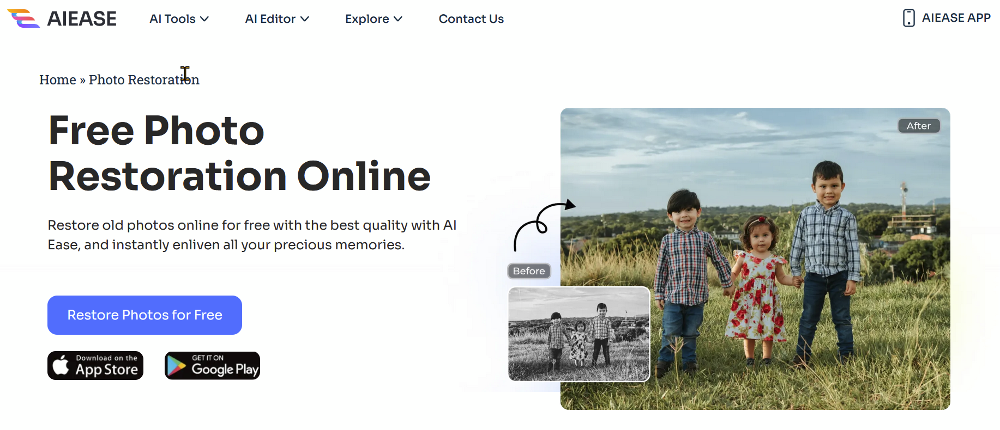 AIEASE
AI Tools
AI Editor
Explore
Contact Us
AIEASE APP
Home » Photo Restoration
Free Photo
Restoration Online
Restore old photos online for free with the best quality with AI
Ease, and instantly enliven all your precious memories.
Restore Photos for Free
Download on the
App Store
GET IT ON
Google Play
Before
After